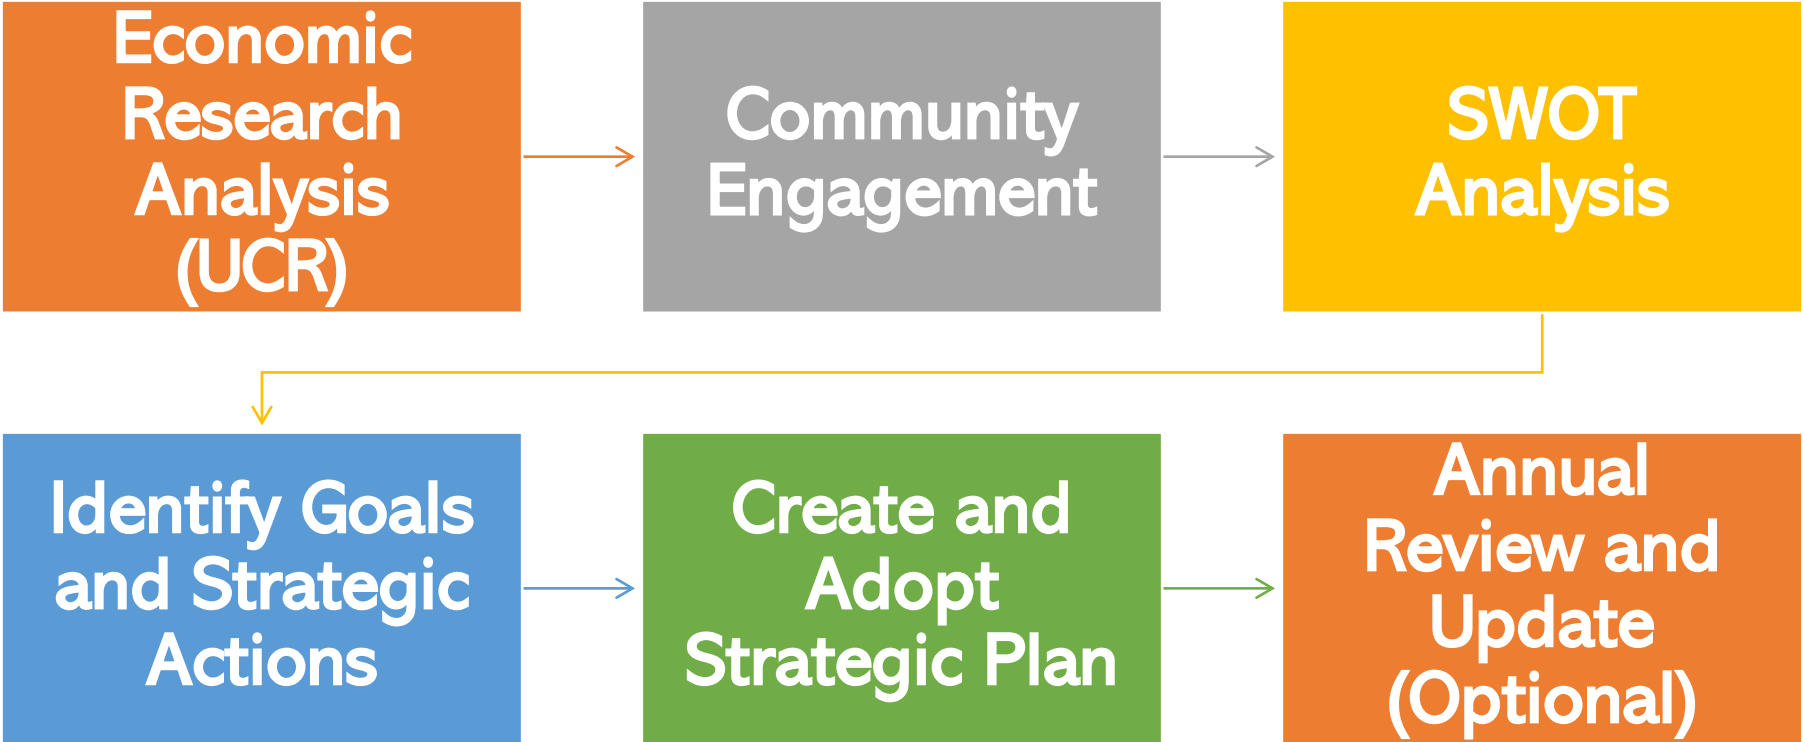 Economic
Research
Analysis
(UCR)
Community
Engagement
SWOT
Analysis
Identify Goals
and Strategic
Actions
Create and
Adopt
Strategic Plan
Annual
Review and
Update
(Optional)